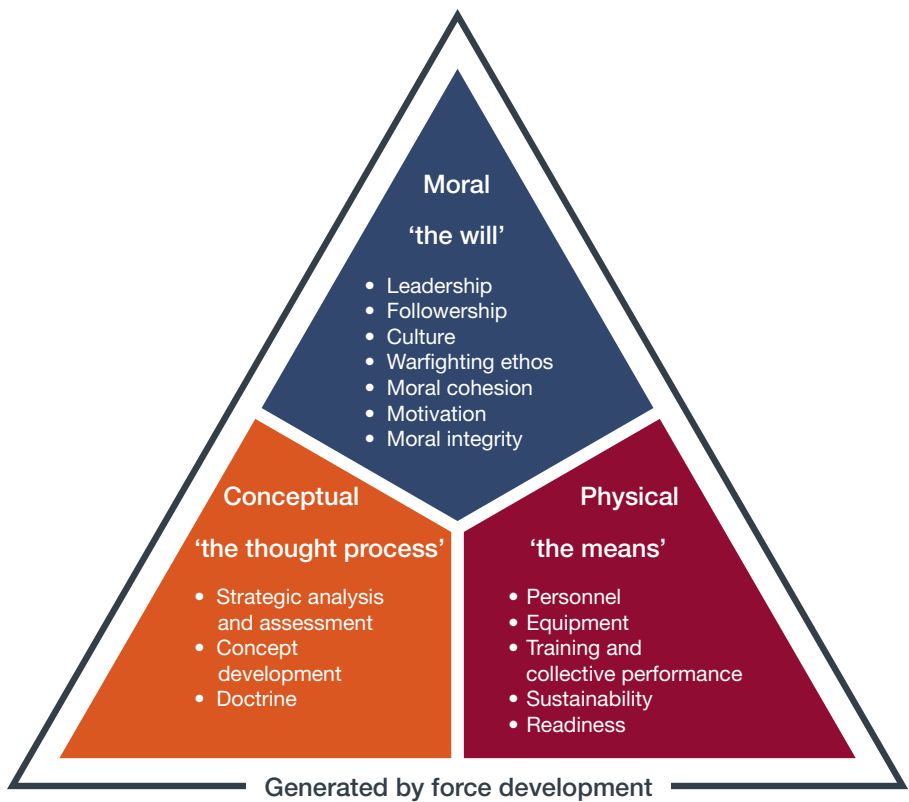 Moral
‘the will’
• Leadership
• Followership
• Culture
• Warfighting ethos
• Moral cohesion
• Motivation
• Moral integrity
Conceptual
‘the thought process’
• Strategic analysis
and assessment
• Concept
development
• Doctrine
Physical
‘the means’
• Personnel
• Equipment
• Training and
collective performance
• Sustainability
• Readiness
Generated by force development